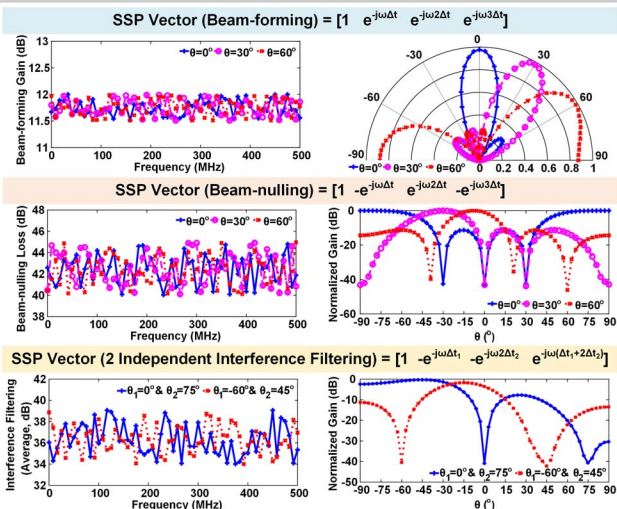 SSP Vector (Beam-forming) = [1 e-jωΔt e-jω2Δt e-jω3Δt]
Beam-forming Gain (dB)
13
12.5
12
11.5
11
θ=0° θ=30° θ=60°
0 100 200 300 400 500
Frequency (MHz)
0
-30 30
-60 60
-90 90
0 0.2 0.4 0.6 0.8 1
θ=0° θ=30° θ=60°
SSP Vector (Beam-nulling) = [1 -e-jωΔt e-jω2Δt -e-jω3Δt]
Beam-nulling Loss (dB)
48
46
44
42
40
38
θ=0° θ=30° θ=60°
0 100 200 300 400 500
Frequency (MHz)
Normalized Gain (dB)
0
-20
-40
-60
θ=0° θ=30° θ=60°
-90 -75 -60 -45 -30 -15 0 15 30 45 60 75 90
θ (°)
SSP Vector (2 Independent Interference Filtering) = [1 -e-jωΔt1 -e-jω2Δt2 e-jω(Δt1+2Δt2)]
Interference Filtering
(Average, dB)
42
40
38
36
34
32
θ1=0°& θ2=75° θ1=-60°& θ2=45°
0 100 200 300 400 500
Frequency (MHz)
Normalized Gain (dB)
0
-10
-20
-30
-40
-50
θ1=0°& θ2=75° θ1=-60°& θ2=45°
-90 -75 -60 -45 -30 -15 0 15 30 45 60 75 90
θ (°)